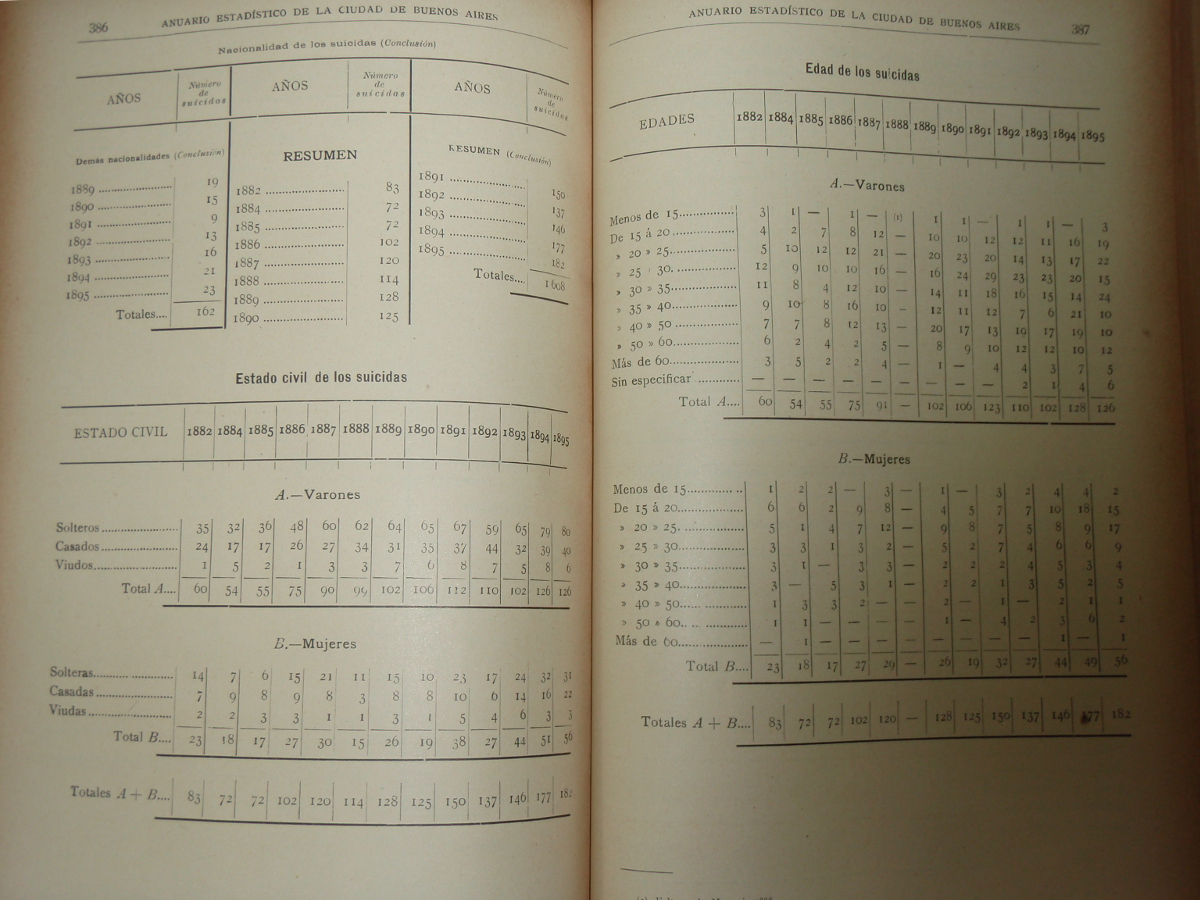 386 ANUARIO ESTADÍSTICO DE LA CIUDAD DE BUENOS AIRES
Nacionalidad de los suicidas (Conclusión)
AÑOS Número de suicidas AÑOS Número de suicidas AÑOS Número de suicidas
Demás nacionalidades (Conclusión)
1889 19
1890 15
1891 9
1892 13
1893 16
1894 21
1895 23
Totales.... 162
RESUMEN
1882 83
1884 72
1885 72
1886 102
1887 120
1888 114
1889 128
1890 125
RESUMEN (Conclusión)
1891 150
1892 137
1893 146
1894 177
1895 182
Totales.... 1608
Estado civil de los suicidas
ESTADO CIVIL 1882 1884 1885 1886 1887 1888 1889 1890 1891 1892 1893 1894 1895
A.—Varones
Solteros 35 32 36 48 60 62 64 65 67 59 65 79 80
Casados 24 17 17 26 27 34 31 35 37 44 32 39 40
Viudos 1 5 2 1 3 3 7 6 8 7 5 8 6
Total A.... 60 54 55 75 90 99 102 106 112 110 102 126 126
B.—Mujeres
Solteras 14 7 6 15 21 11 15 10 23 17 24 32 31
Casadas 7 9 8 9 8 3 8 8 10 6 14 16 22
Viudas 2 2 3 3 1 1 3 1 5 4 6 3 3
Total B.... 23 18 17 27 30 15 26 19 38 27 44 51 56
Totales A + B.... 83 72 72 102 120 114 128 125 150 137 146 177 182
ANUARIO ESTADÍSTICO DE LA CIUDAD DE BUENOS AIRES 387
Edad de los suicidas
EDADES 1882 1884 1885 1886 1887 1888 1889 1890 1891 1892 1893 1894 1895
A.—Varones
Menos de 15 3 1 — 1 — (1) 1 1 — 1 1 — 3
De 15 á 20 4 2 7 8 12 — 10 10 12 12 11 16 19
» 20 » 25 5 10 12 12 21 — 20 23 20 14 13 17 22
» 25 » 30 12 9 10 10 16 — 16 24 29 23 23 20 15
» 30 » 35 11 8 4 12 10 — 14 11 18 16 15 14 24
» 35 » 40 9 10 8 16 10 – 12 11 12 7 6 21 10
» 40 » 50 7 7 8 12 13 — 20 17 13 19 17 19 10
» 50 » 60 6 2 4 2 5 — 8 9 10 12 12 10 12
Más de 60 3 5 2 2 4 — 1 — 4 4 3 7 5
Sin especificar — — — — — — — — — 2 1 4 6
Total A.... 60 54 55 75 91 — 102 106 123 110 102 128 126
B.—Mujeres
Menos de 15 1 2 2 — 3 — 1 — 3 2 4 4 2
De 15 á 20 6 6 2 9 8 — 4 5 7 7 10 18 15
» 20 » 25 5 1 4 7 12 — 9 8 7 5 8 9 17
» 25 » 30 3 3 1 3 2 — 5 2 7 4 6 6 9
» 30 » 35 3 1 — 3 3 — 2 2 2 4 5 3 4
» 35 » 40 3 — 5 3 1 — 2 2 1 3 5 2 5
» 40 » 50 1 3 3 2 — — 2 — 1 — 2 1 1
» 50 » 60 1 1 — — — — 1 — 4 2 3 6 2
Más de 60 — 1 — — — — — — — — 1 — 1
Total B.... 23 18 17 27 29 — 26 19 32 27 44 49 56
Totales A + B.... 83 72 72 102 120 — 128 125 150 137 146 177 182